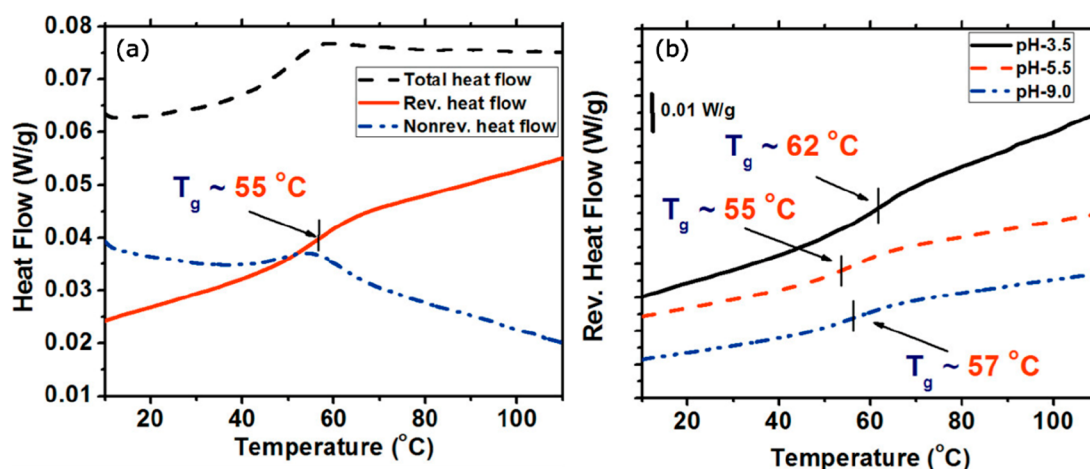 (a)
Total heat flow
Rev. heat flow
Nonrev. heat flow
Tg ~ 55 °C
Heat Flow (W/g)
0.08
0.07
0.06
0.05
0.04
0.03
0.02
0.01
20 40 60 80 100
Temperature (°C)
(b)
pH-3.5
pH-5.5
pH-9.0
0.01 W/g
Tg ~ 62 °C
Tg ~ 55 °C
Tg ~ 57 °C
Rev. Heat Flow (W/g)
20 40 60 80 100
Temperature (°C)